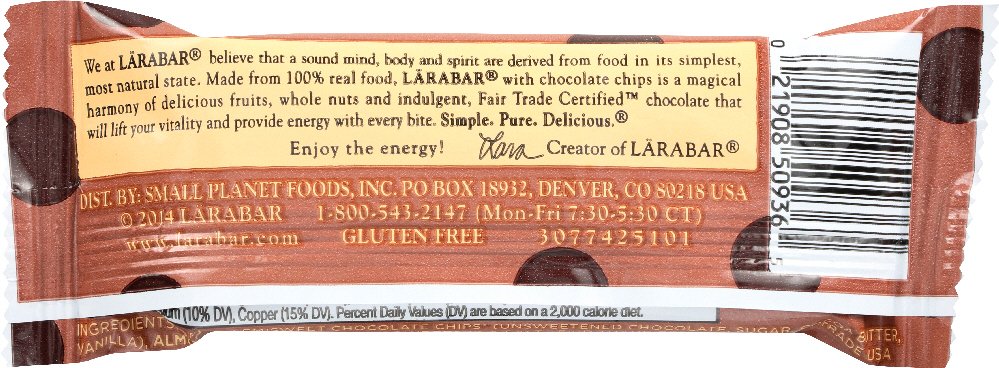 We at LÄRABAR® believe that a sound mind, body and spirit are derived from food in its simplest,
most natural state. Made from 100% real food, LÄRABAR® with chocolate chips is a magical
harmony of delicious fruits, whole nuts and indulgent, Fair Trade Certified™ chocolate that
will lift your vitality and provide energy with every bite. Simple. Pure. Delicious.®
Enjoy the energy! Lara Creator of LÄRABAR®
DIST. BY: SMALL PLANET FOODS, INC. PO BOX 18932, DENVER, CO 80218 USA
© 2014 LÄRABAR 1-800-543-2147 (Mon-Fri 7:30-5:30 CT)
www.larabar.com GLUTEN FREE 3077425101
0 21908 50936 5
(10% DV), Copper (15% DV). Percent Daily Values (DV) are based on a 2,000 calorie diet.
INGREDIENTS CHOCOLATE CHIPS* (UNSWEETENED CHOCOLATE, SUGAR
VANILLA), TRADE USA